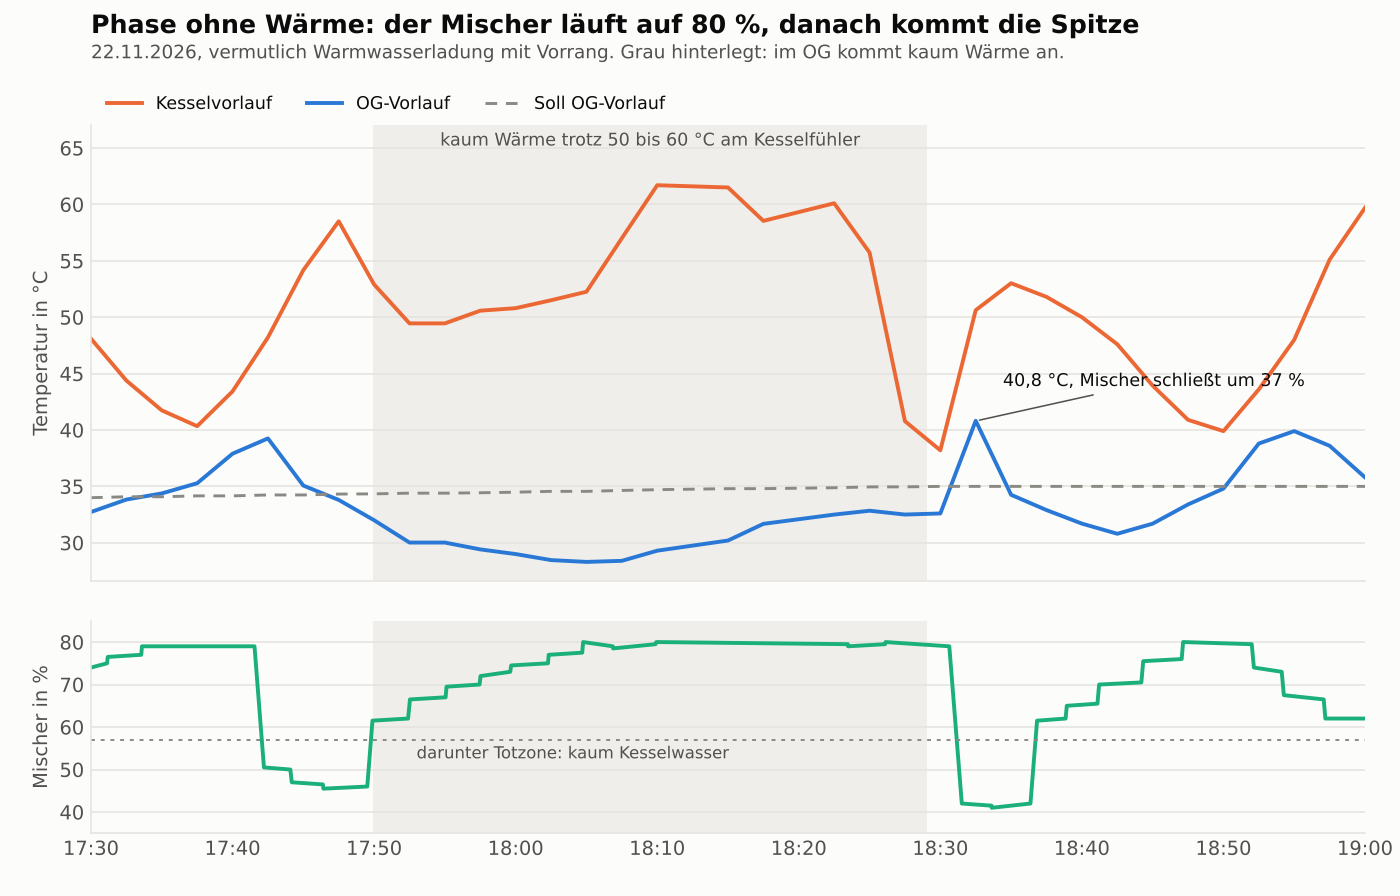 Phase ohne Wärme: der Mischer läuft auf 80 %, danach kommt die Spitze
22.11.2026, vermutlich Warmwasserladung mit Vorrang. Grau hinterlegt: im OG kommt kaum Wärme an.
Kesselvorlauf OG-Vorlauf Soll OG-Vorlauf
kaum Wärme trotz 50 bis 60 °C am Kesselfühler
65
60
55
50
45
40
35
30
Temperatur in °C
40,8 °C, Mischer schließt um 37 %
80
70
60
50
40
Mischer in %
darunter Totzone: kaum Kesselwasser
17:30 17:40 17:50 18:00 18:10 18:20 18:30 18:40 18:50 19:00